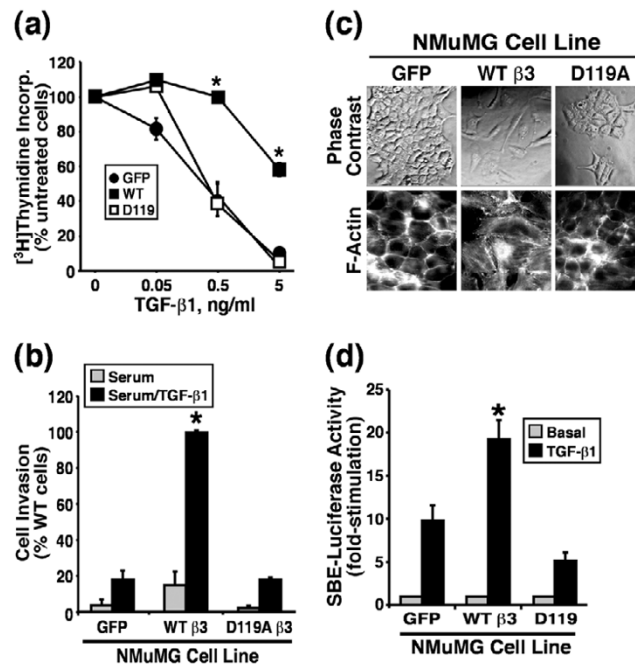 (a)
[³H]Thymidine Incorp.
(% untreated cells)
120
100
80
60
40
20
0
*
*
GFP
WT
D119
0
0.05
0.5
5
TGF-β1, ng/ml
(c)
NMuMG Cell Line
GFP
WT β3
D119A
Phase
Contrast
F-Actin
(b)
Cell Invasion
(% WT cells)
120
100
80
60
40
20
0
Serum
Serum/TGF-β1
*
GFP
WT β3
D119A β3
NMuMG Cell Line
(d)
SBE-Luciferase Activity
(fold-stimulation)
25
20
15
10
5
0
*
Basal
TGF-β1
GFP
WT β3
D119
NMuMG Cell Line